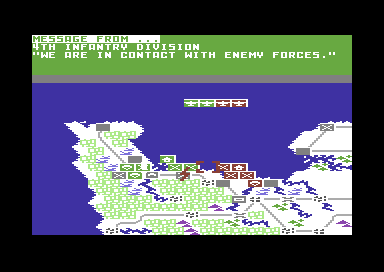 MESSAGE FROM ...
4TH INFANTRY DIVISION
"WE ARE IN CONTACT WITH ENEMY FORCES."